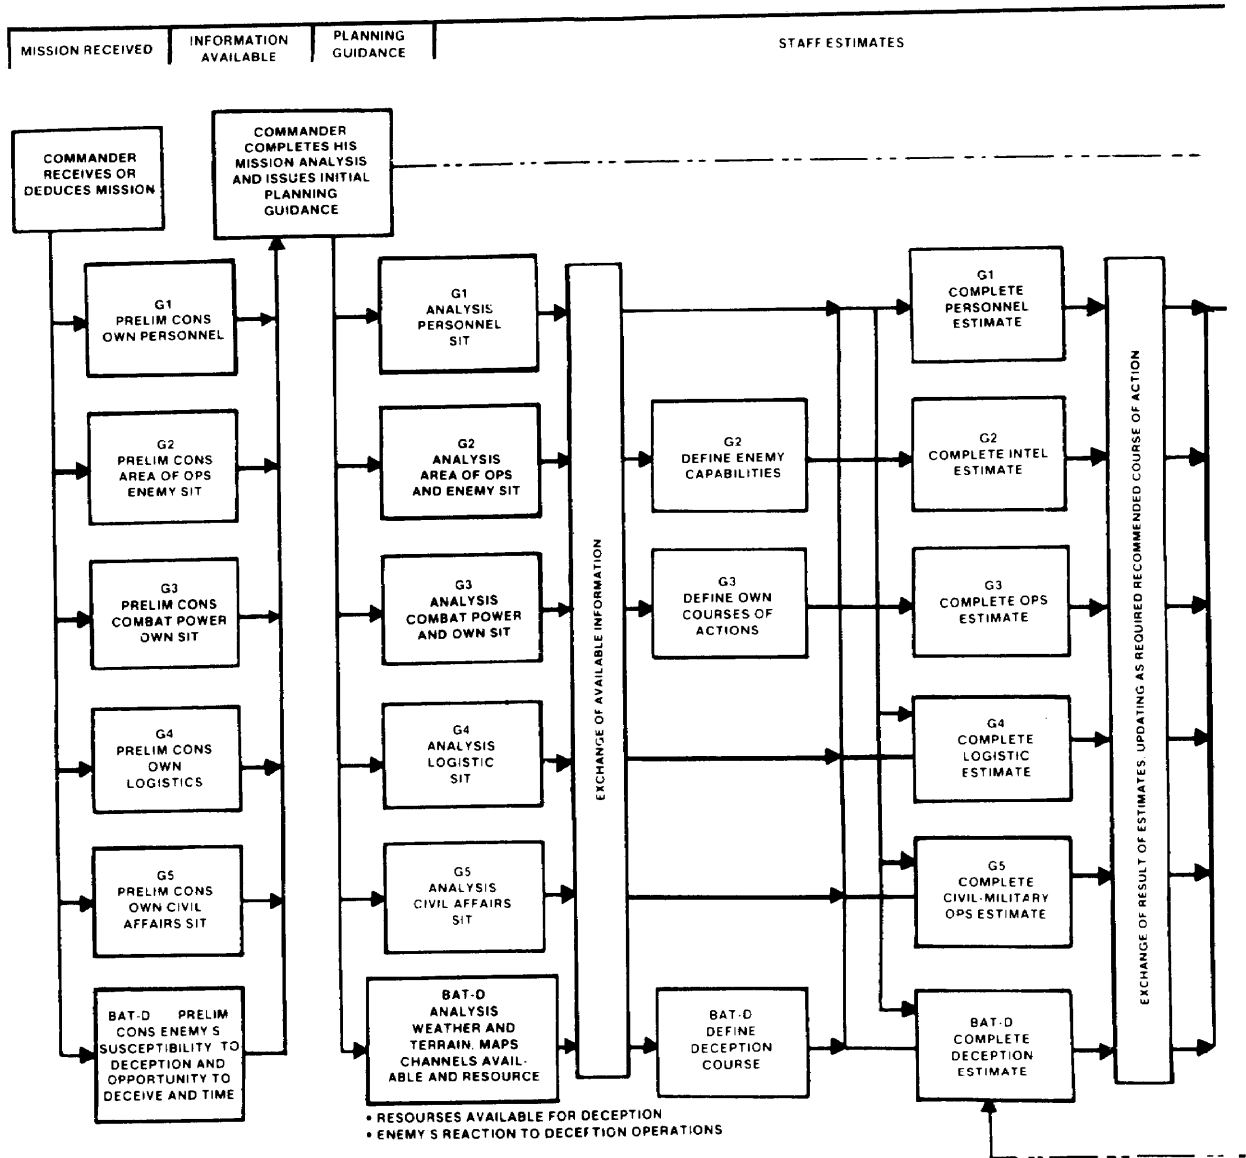 MISSION RECEIVED
INFORMATION
AVAILABLE
PLANNING
GUIDANCE
STAFF ESTIMATES
COMMANDER
RECEIVES OR
DEDUCES MISSION
COMMANDER
COMPLETES HIS
MISSION ANALYSIS
AND ISSUES INITIAL
PLANNING
GUIDANCE
G1
PRELIM CONS
OWN PERSONNEL
G2
PRELIM CONS
AREA OF OPS
ENEMY SIT
G3
PRELIM CONS
COMBAT POWER
OWN SIT
G4
PRELIM CONS
OWN
LOGISTICS
G5
PRELIM CONS
OWN CIVIL
AFFAIRS SIT
BAT-D PRELIM
CONS ENEMY S
SUSCEPTIBILITY TO
DECEPTION AND
OPPORTUNITY TO
DECEIVE AND TIME
G1
ANALYSIS
PERSONNEL
SIT
G2
ANALYSIS
AREA OF OPS
AND ENEMY SIT
G3
ANALYSIS
COMBAT POWER
AND OWN SIT
G4
ANALYSIS
LOGISTIC
SIT
G5
ANALYSIS
CIVIL AFFAIRS
SIT
BAT-D
ANALYSIS
WEATHER AND
TERRAIN. MAPS
CHANNELS AVAIL-
ABLE AND RESOURCE
• RESOURSES AVAILABLE FOR DECEPTION
• ENEMY S REACTION TO DECEPTION OPERATIONS
EXCHANGE OF AVAILABLE INFORMATION
G2
DEFINE ENEMY
CAPABILITIES
G3
DEFINE OWN
COURSES OF
ACTIONS
BAT-D
DEFINE
DECEPTION
COURSE
G1
COMPLETE
PERSONNEL
ESTIMATE
G2
COMPLETE INTEL
ESTIMATE
G3
COMPLETE OPS
ESTIMATE
G4
COMPLETE
LOGISTIC
ESTIMATE
G5
COMPLETE
CIVIL-MILITARY
OPS ESTIMATE
BAT-D
COMPLETE
DECEPTION
ESTIMATE
EXCHANGE OF RESULT OF ESTIMATES. UPDATING AS REQUIRED RECOMMENDED COURSE OF ACTION